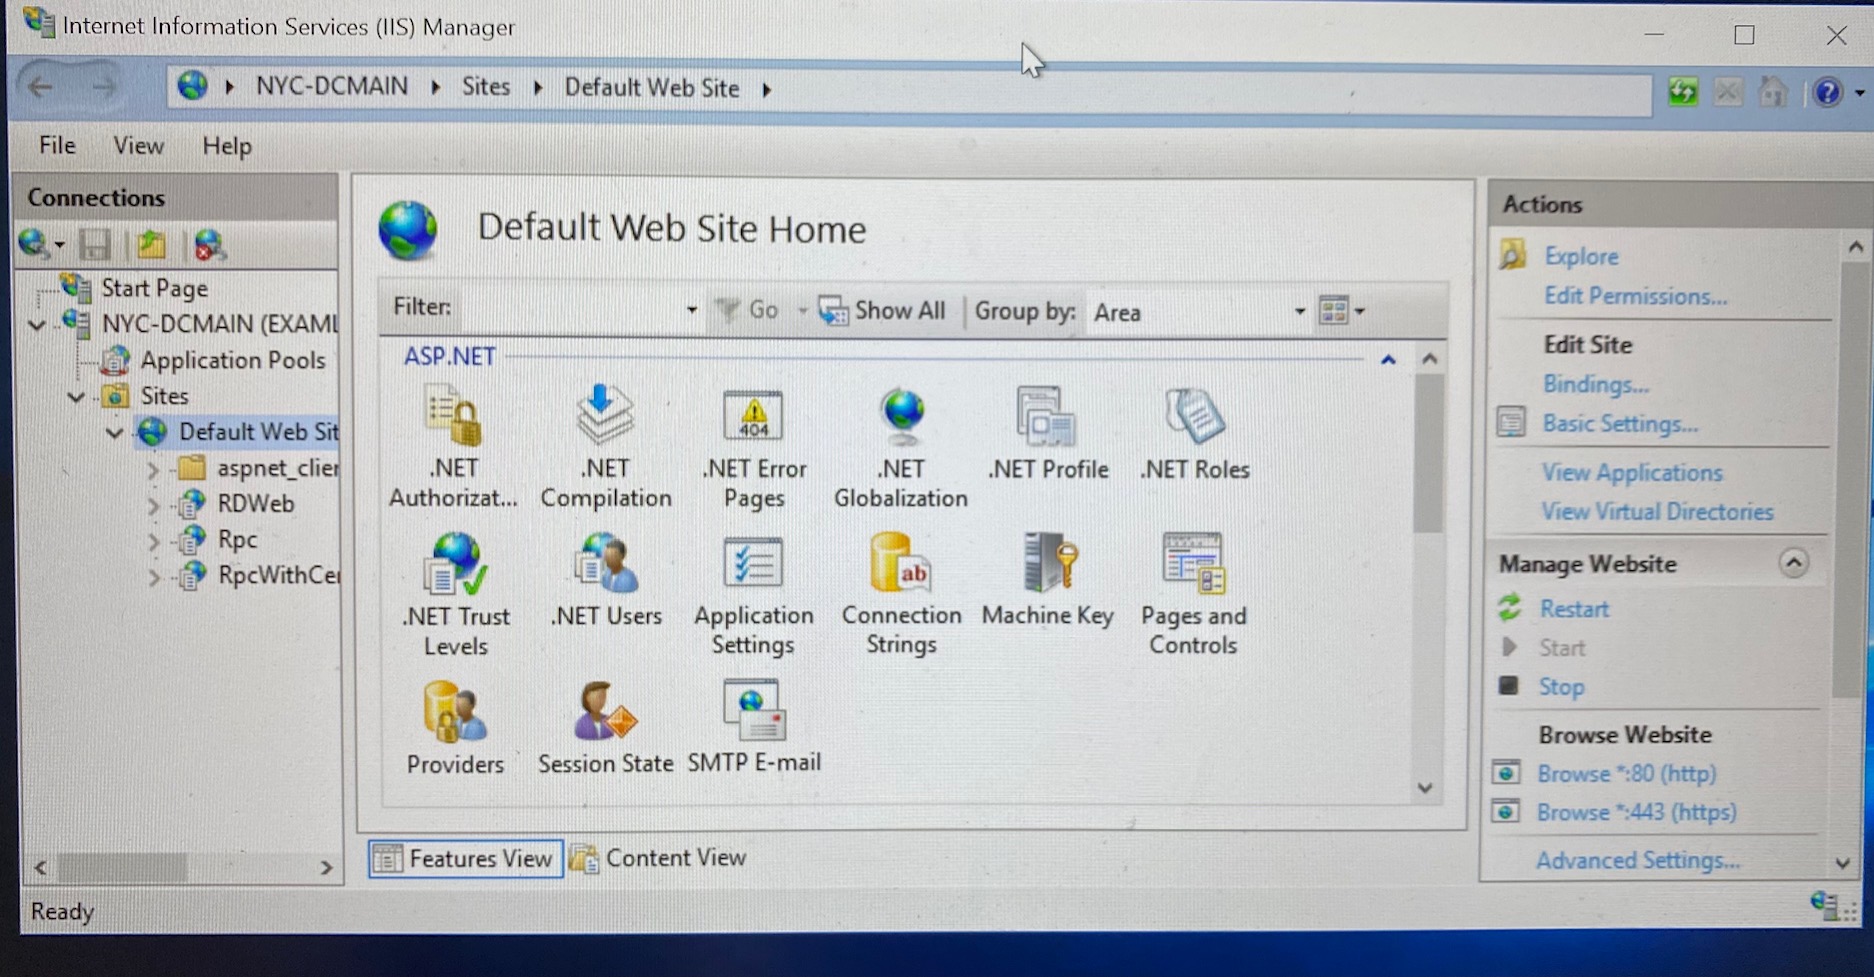 Internet Information Services (IIS) Manager
NYC-DCMAIN Sites Default Web Site
File View Help
Connections
Start Page
NYC-DCMAIN (EXAML
Application Pools
Sites
Default Web Sit
aspnet_clier
RDWeb
Rpc
RpcWithCer
Default Web Site Home
Filter: Go Show All Group by: Area
ASP.NET
404
.NET Authorizat...
.NET Compilation
.NET Error Pages
.NET Globalization
.NET Profile
.NET Roles
ab
.NET Trust Levels
.NET Users
Application Settings
Connection Strings
Machine Key
Pages and Controls
Providers
Session State
SMTP E-mail
Features View
Content View
Actions
Explore
Edit Permissions...
Edit Site
Bindings...
Basic Settings...
View Applications
View Virtual Directories
Manage Website
Restart
Start
Stop
Browse Website
Browse *:80 (http)
Browse *:443 (https)
Advanced Settings...
Ready